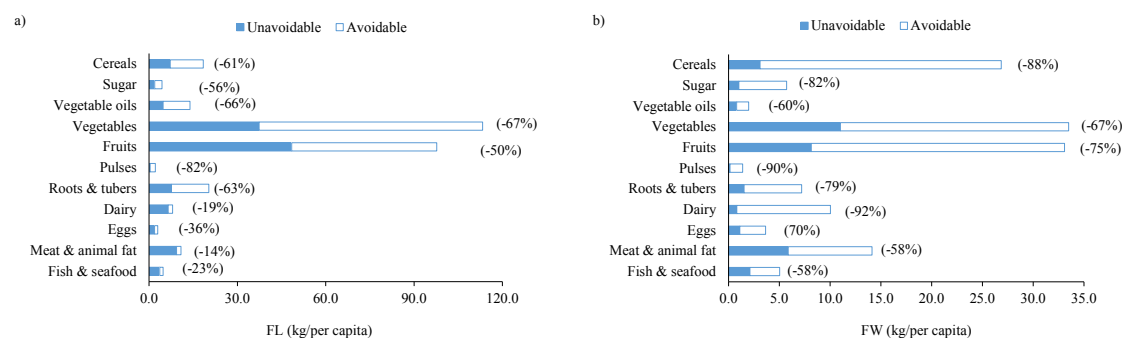 a)
Unavoidable Avoidable
Cereals (-61%)
Sugar (-56%)
Vegetable oils (-66%)
Vegetables (-67%)
Fruits (-50%)
Pulses (-82%)
Roots & tubers (-63%)
Dairy (-19%)
Eggs (-36%)
Meat & animal fat (-14%)
Fish & seafood (-23%)
0.0 30.0 60.0 90.0 120.0
FL (kg/per capita)
b)
Unavoidable Avoidable
Cereals (-88%)
Sugar (-82%)
Vegetable oils (-60%)
Vegetables (-67%)
Fruits (-75%)
Pulses (-90%)
Roots & tubers (-79%)
Dairy (-92%)
Eggs (70%)
Meat & animal fat (-58%)
Fish & seafood (-58%)
0.0 5.0 10.0 15.0 20.0 25.0 30.0 35.0
FW (kg/per capita)